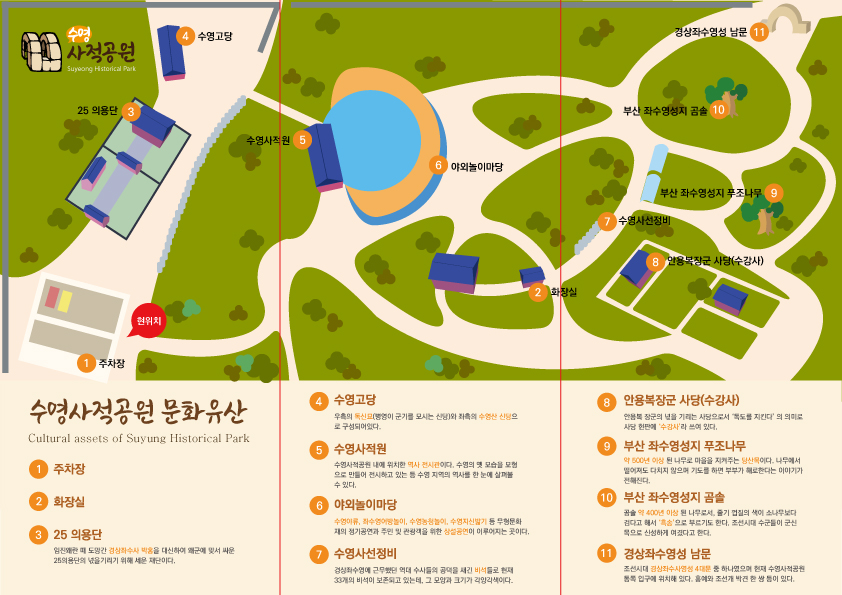 수영
사적공원
Suyeong Historical Park
4 수영고당
25 의용단 3
수영사적원 5
6 야외놀이마당
경상좌수영성 남문 11
부산 좌수영성지 곰솔 10
부산 좌수영성지 푸조나무 9
7 수영사선정비
8 안용복장군 사당(수강사)
2 화장실
현위치
1 주차장
수영사적공원 문화유산
Cultural assets of Suyung Historical Park
1 주차장
2 화장실
3 25 의용단
임진왜란 때 도망간 경상좌수사 박홍을 대신하여 왜군에 맞서 싸운
25의용단의 넋을기리기 위해 세운 재단이다.
4 수영고당
우측의 독신묘(병영이 군기를 모시는 신당)와 좌측의 수영산 신당으
로 구성되어있다.
5 수영사적원
수영사적공원 내에 위치한 역사 전시관이다. 수영의 옛 모습을 모형
으로 만들어 전시하고 있는 등 수영 지역의 역사를 한 눈에 살펴볼
수 있다.
6 야외놀이마당
수영야류, 좌수영어방놀이, 수영농청놀이, 수영지신밟기 등 무형문화
재의 정기공연과 주민 및 관광객을 위한 상설공연이 이루어지는 곳이다.
7 수영사선정비
경상좌수영에 근무했던 역대 수사들의 공덕을 새긴 비석들로 현재
33개의 비석이 보존되고 있는데, 그 모양과 크기가 각양각색이다.
8 안용복장군 사당(수강사)
안용복 장군의 넋을 기리는 사당으로서 '독도를 지킨다' 의 의미로
사당 현판에 '수강사'라 쓰여 있다.
9 부산 좌수영성지 푸조나무
약 500년 이상 된 나무로 마을을 지켜주는 당산목이다. 나무에서
떨어져도 다치지 않으며 기도를 하면 부부가 해로한다는 이야기가
전해진다.
10 부산 좌수영성지 곰솔
곰솔 약 400년 이상 된 나무로서, 줄기 껍질의 색이 소나무보다
검다고 해서 '흑송'으로 부르기도 한다. 조선시대 수군들이 군신
목으로 신성하게 여겼다고 한다.
11 경상좌수영성 남문
조선시대 경상좌수사영성 4대문 중 하나였으며 현재 수영사적공원
동쪽 입구에 위치해 있다. 홍예와 조선개 박견 한 쌍 등이 있다.